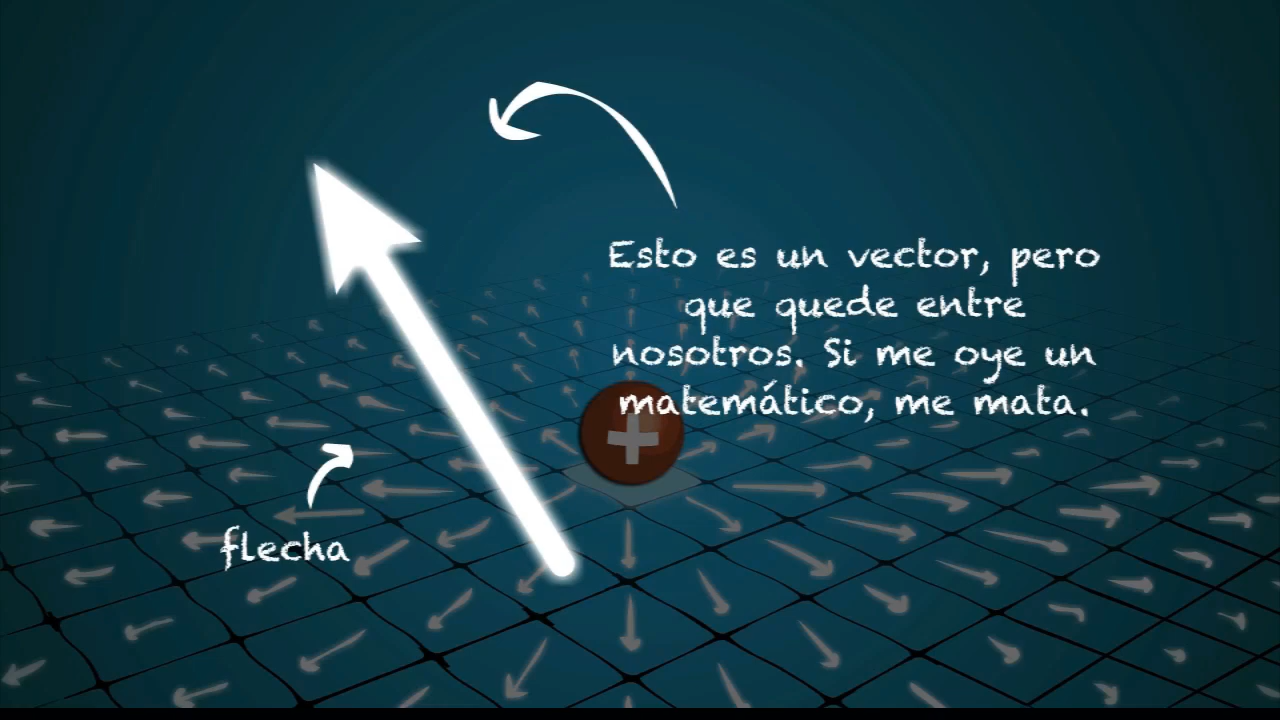 Esto es un vector, pero
que quede entre
nosotros. Si me oye un
matemático, me mata.
+
flecha